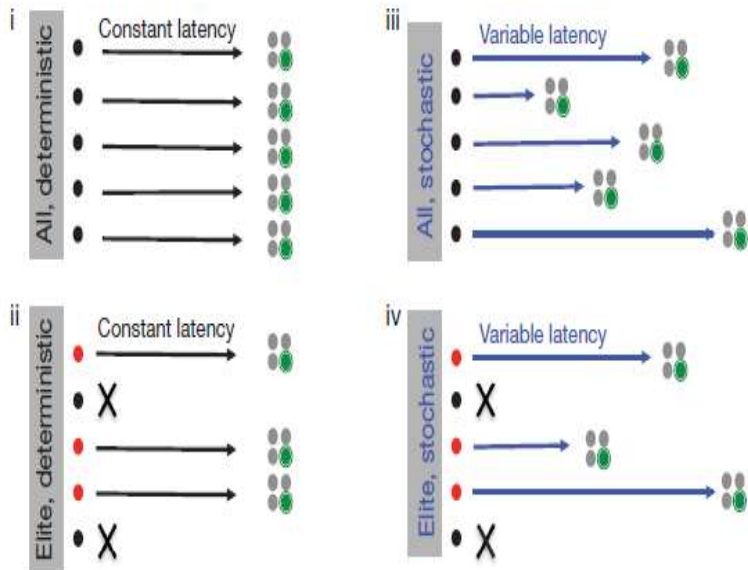 i
Constant latency
All, deterministic
iii
Variable latency
All, stochastic
ii
Constant latency
Elite, deterministic
iv
Variable latency
Elite, stochastic